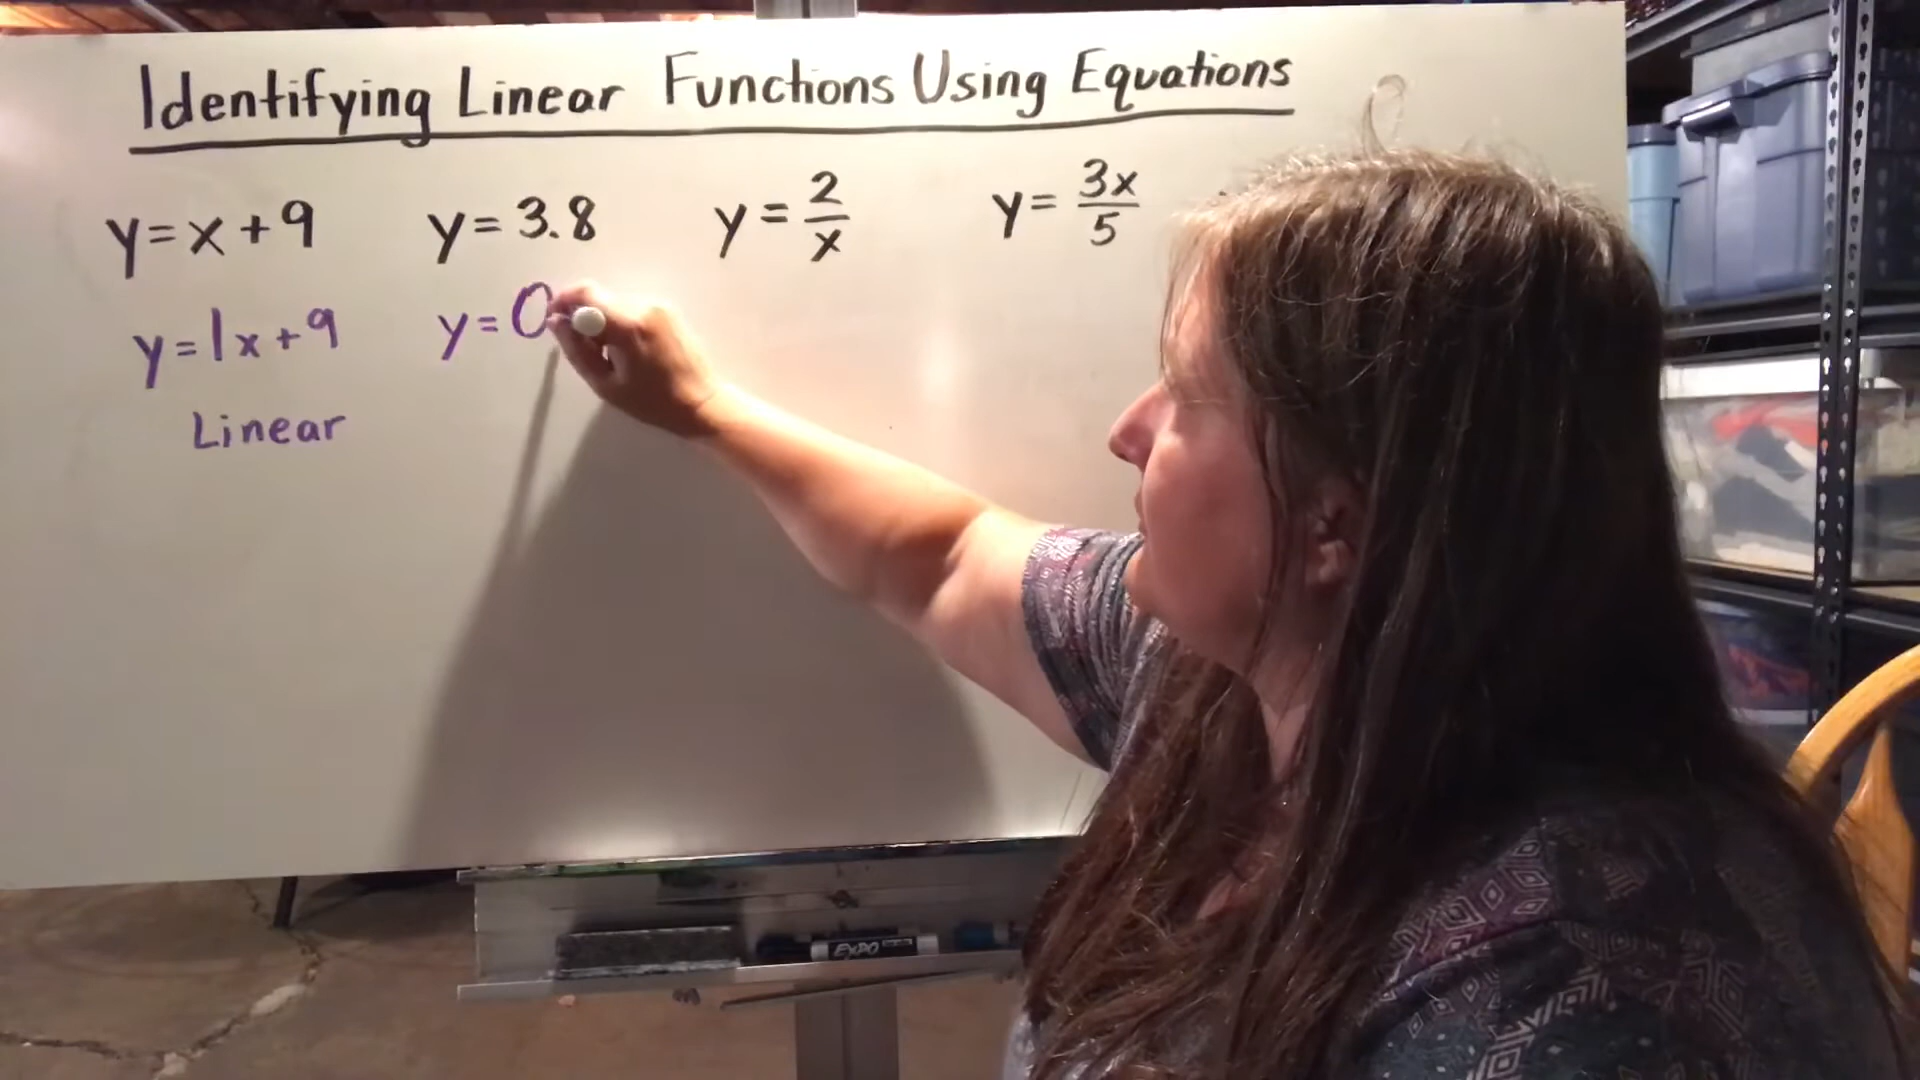 Identifying Linear Functions Using Equations
y = x + 9
y = 3.8
y = 2/x
y = 3x/5
y = 1x + 9
y = 0
Linear
EXPO